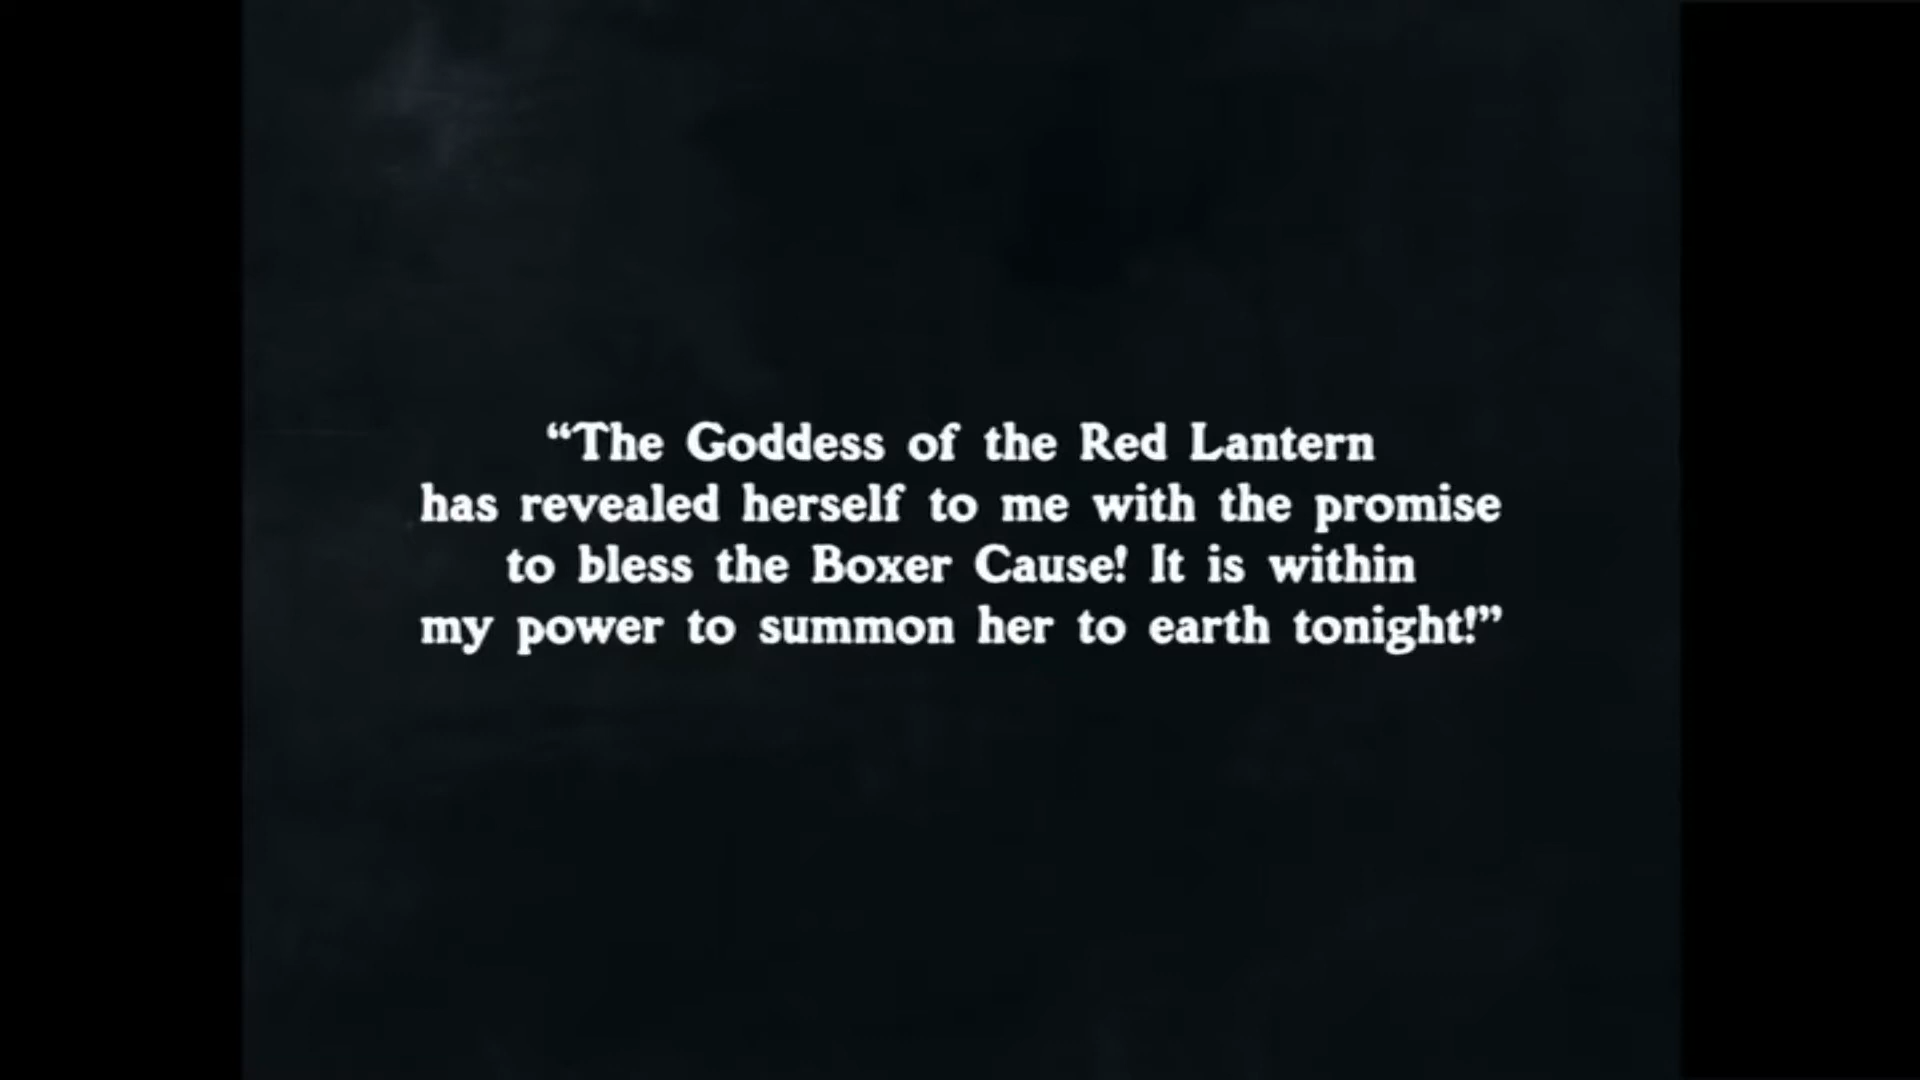 “The Goddess of the Red Lantern
has revealed herself to me with the promise
to bless the Boxer Cause! It is within
my power to summon her to earth tonight!”